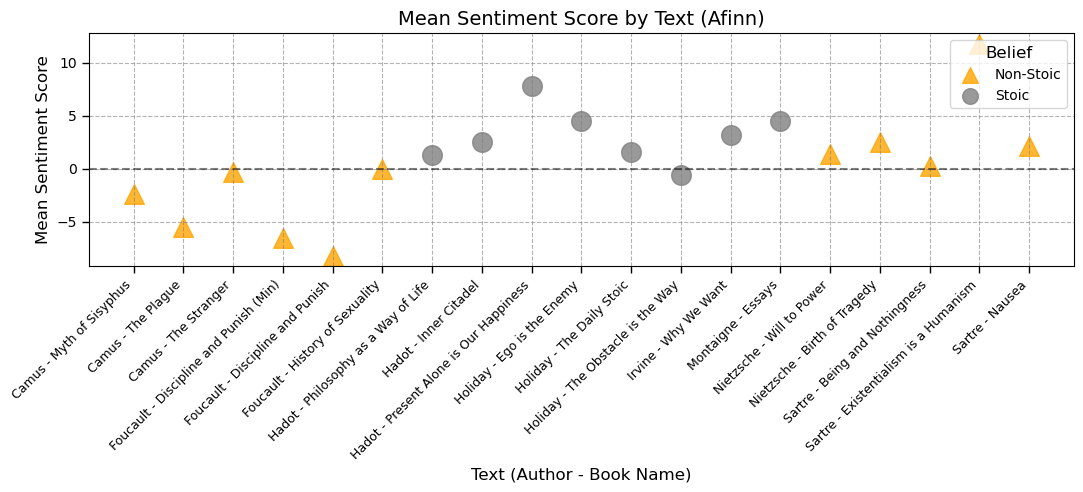 Mean Sentiment Score by Text (Afinn)
Mean Sentiment Score
10
5
0
−5
Belief
Non-Stoic
Stoic
Camus - Myth of Sisyphus
Camus - The Plague
Camus - The Stranger
Foucault - Discipline and Punish (Min)
Foucault - Discipline and Punish
Foucault - History of Sexuality
Hadot - Philosophy as a Way of Life
Hadot - Inner Citadel
Hadot - Present Alone is Our Happiness
Holiday - Ego is the Enemy
Holiday - The Daily Stoic
Holiday - The Obstacle is the Way
Irvine - Why We Want
Montaigne - Essays
Nietzsche - Will to Power
Nietzsche - Birth of Tragedy
Sartre - Being and Nothingness
Sartre - Existentialism is a Humanism
Sartre - Nausea
Text (Author - Book Name)